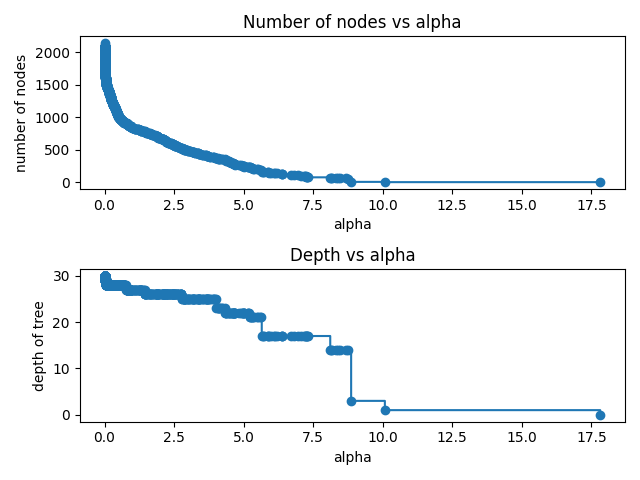 Number of nodes vs alpha
number of nodes
2000
1500
1000
500
0
0.0 2.5 5.0 7.5 10.0 12.5 15.0 17.5
alpha
Depth vs alpha
depth of tree
30
20
10
0
0.0 2.5 5.0 7.5 10.0 12.5 15.0 17.5
alpha